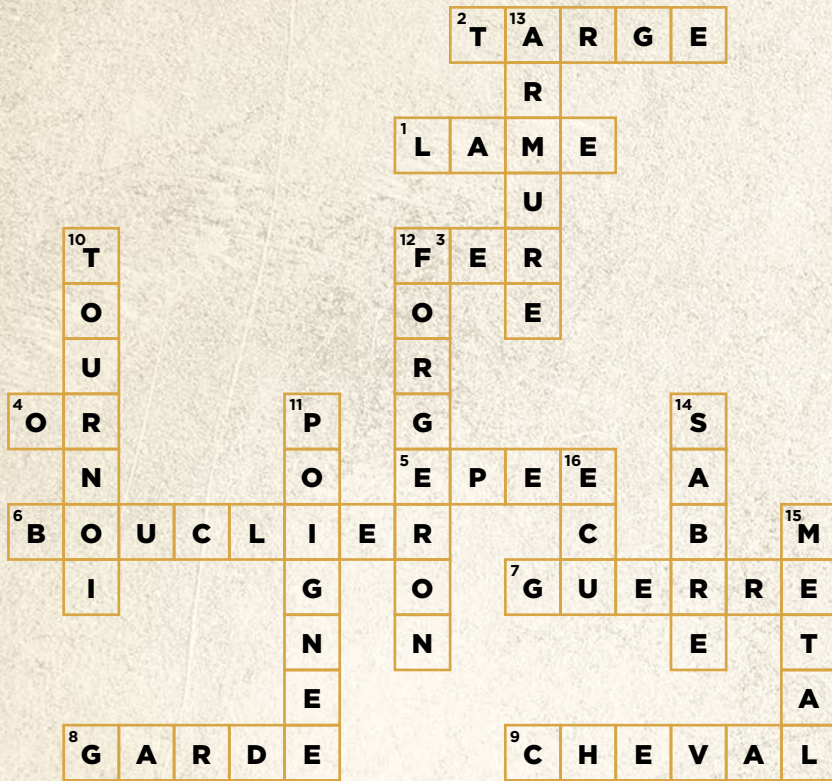 2 T 13 A R G E
R
1 L A M E
U
10 T 12 F 3 E R
O O E
U R
4 O R 11 P G 14 S
N O 5 E P E 16 E A
6 B O U C L I E R C B 15 M
I G O 7 G U E R R E
N N E T
E A
8 G A R D E 9 C H E V A L